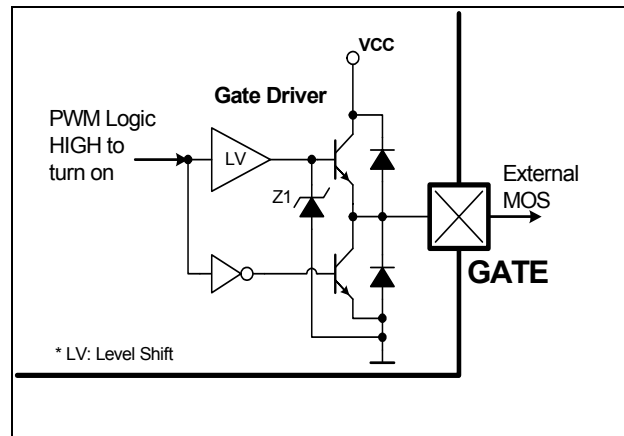 VCC
Gate Driver
PWM Logic
HIGH to
turn on
LV
Z1
External
MOS
GATE
* LV: Level Shift